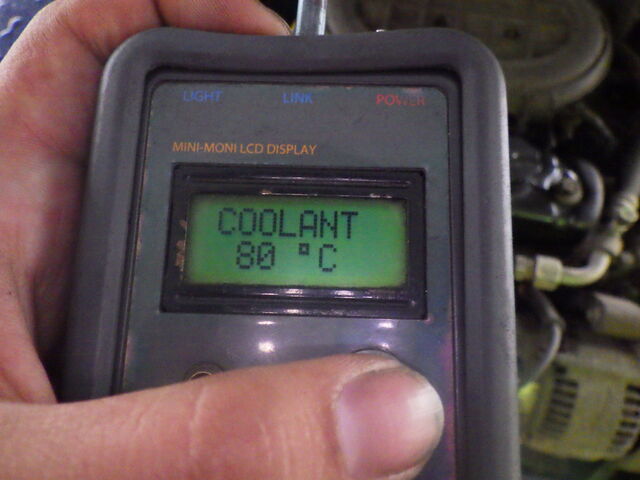 LIGHT LINK POWER
MINI-MONI LCD DISPLAY
COOLANT
80 °C